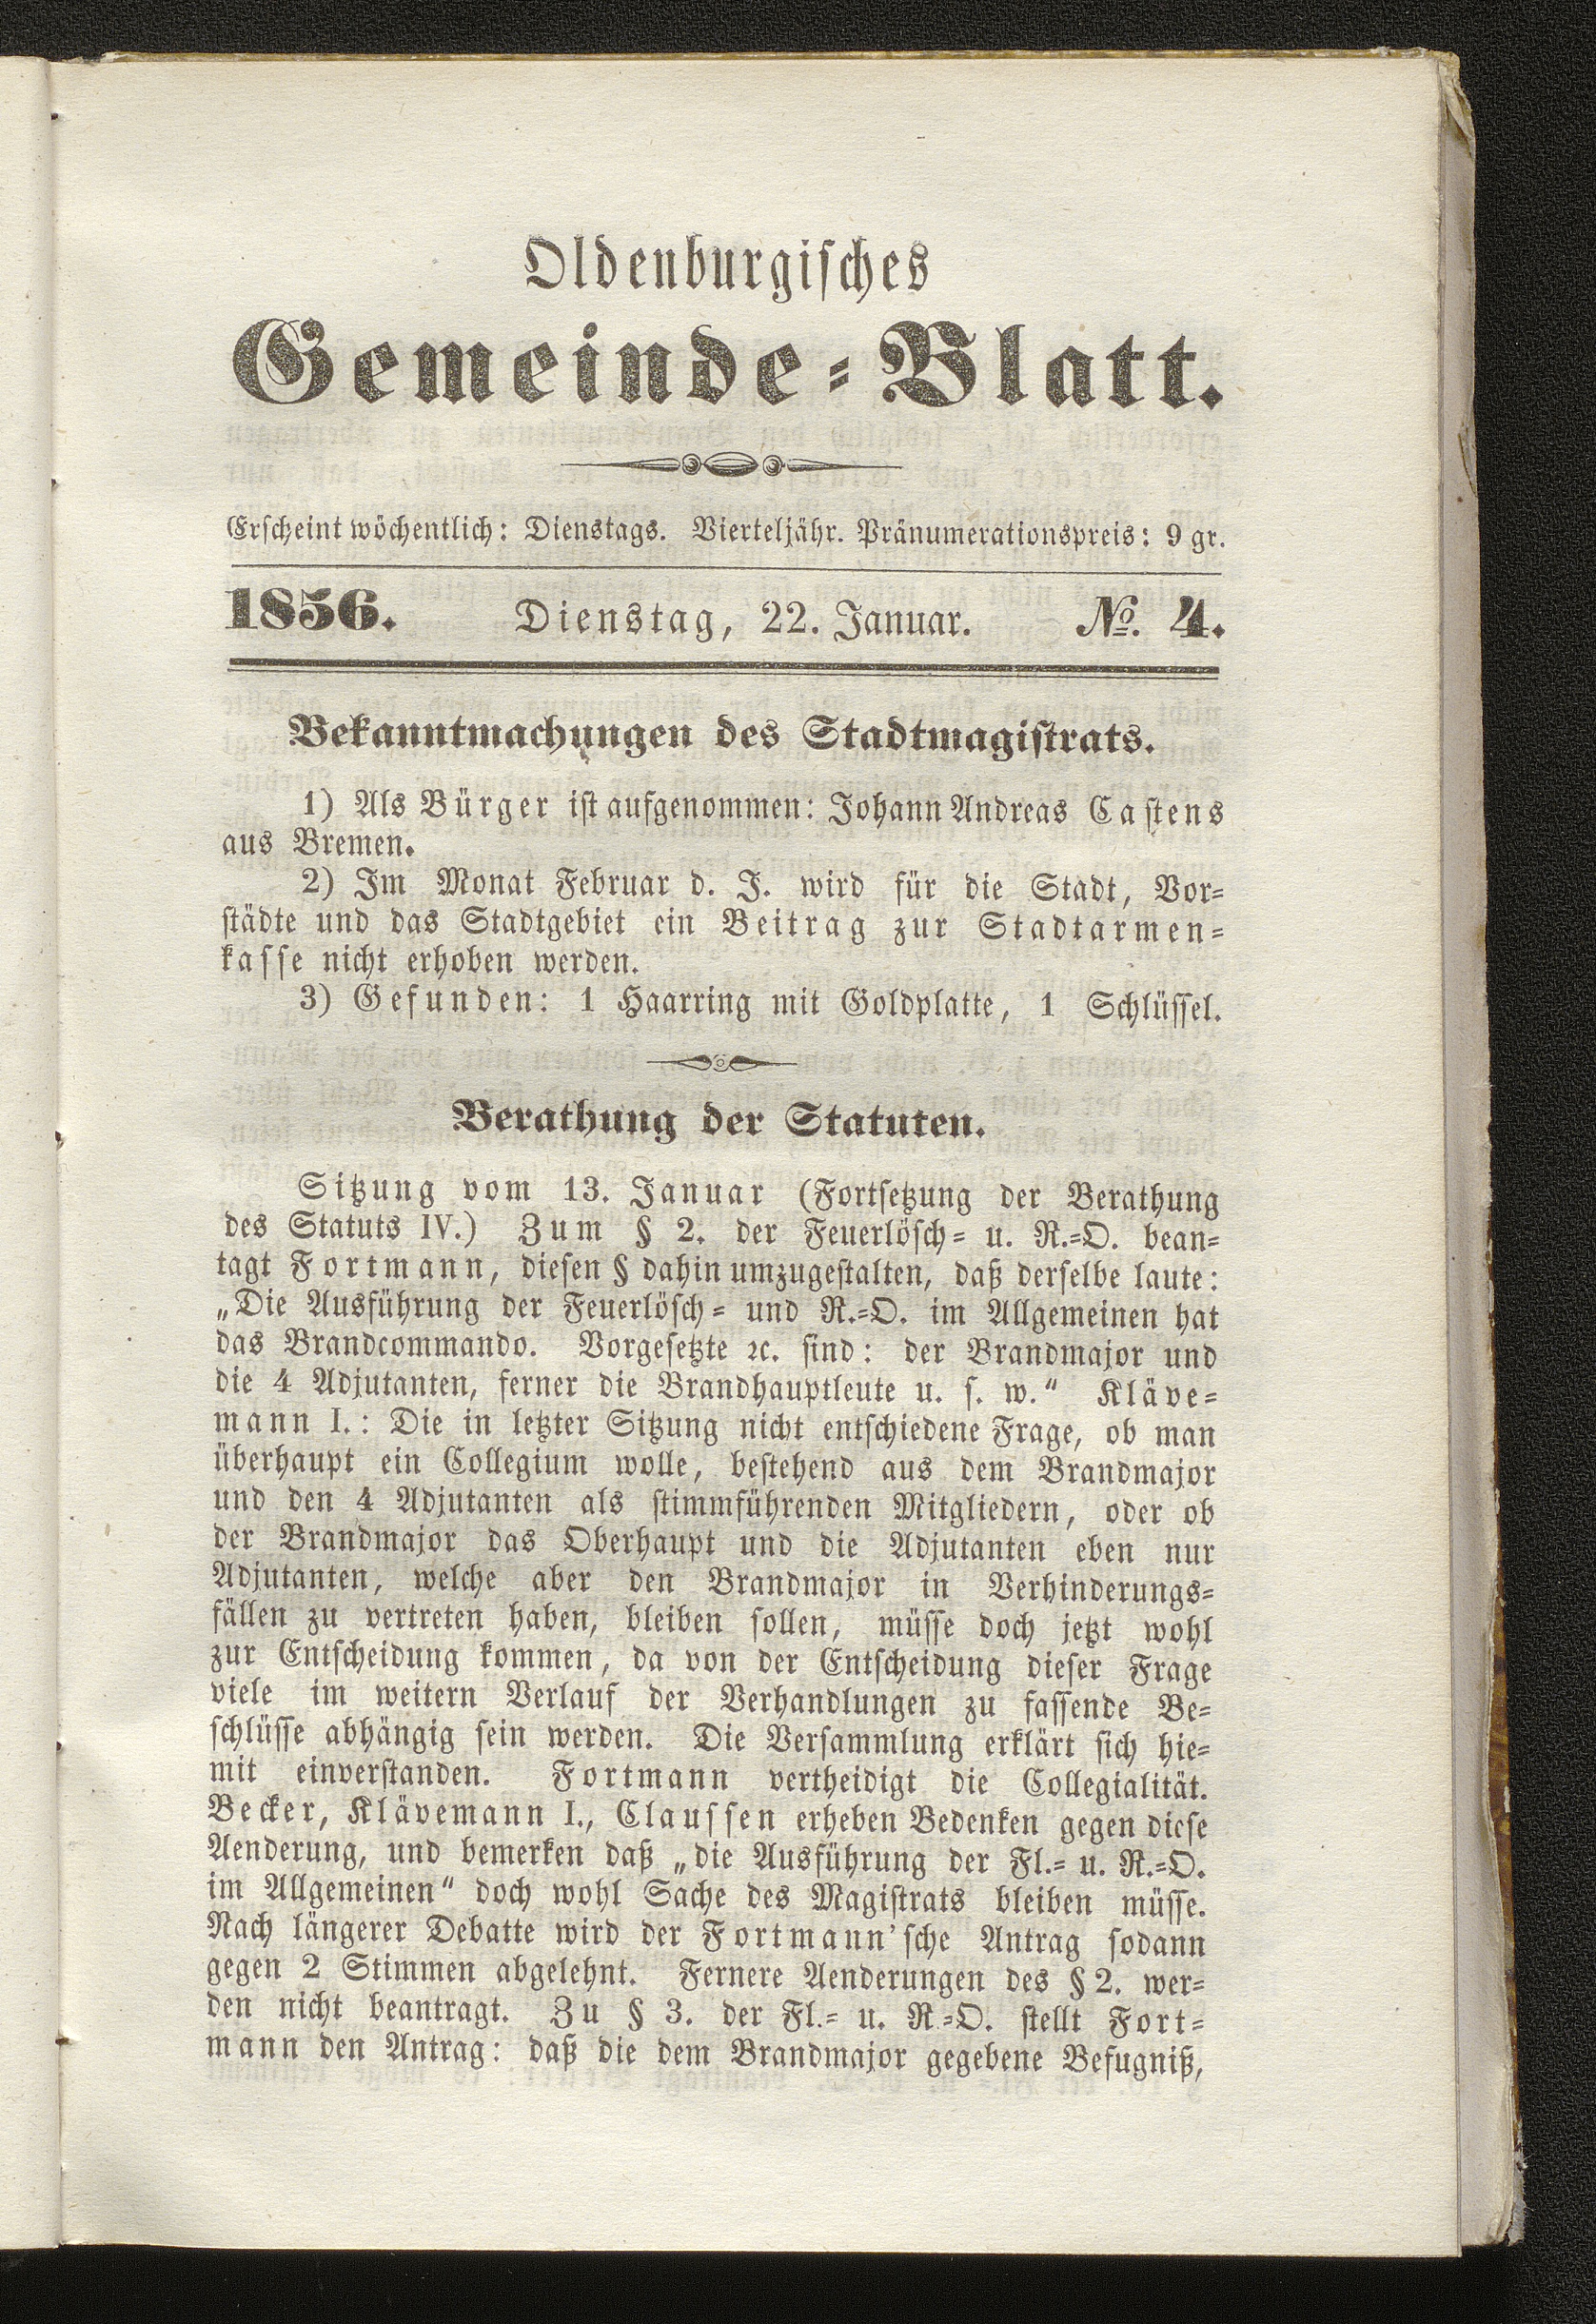 Oldenburgisches
Gemeinde-Blatt.
Erscheint wöchentlich: Dienstags. Vierteljähr. Pränumerationspreis: 9 gr.
1856. Dienstag, 22. Januar. №. 4.
Bekanntmachungen des Stadtmagistrats.
1) Als Bürger ist aufgenommen: Johann Andreas Castens
aus Bremen.
2) Im Monat Februar d. J. wird für die Stadt, Vor-
städte und das Stadtgebiet ein Beitrag zur Stadtarmen-
kasse nicht erhoben werden.
3) Gefunden: 1 Haarring mit Goldplatte, 1 Schlüssel.
Berathung der Statuten.
Sitzung vom 13. Januar (Fortsetzung der Berathung
des Statuts IV.) Zum § 2. der Feuerlösch- u. R.-O. bean-
tagt Fortmann, diesen § dahin umzugestalten, daß derselbe laute:
„Die Ausführung der Feuerlösch- und R.-O. im Allgemeinen hat
das Brandcommando. Vorgesetzte ꝛc. sind: der Brandmajor und
die 4 Adjutanten, ferner die Brandhauptleute u. s. w.“ Kläve-
mann I.: Die in letzter Sitzung nicht entschiedene Frage, ob man
überhaupt ein Collegium wolle, bestehend aus dem Brandmajor
und den 4 Adjutanten als stimmführenden Mitgliedern, oder ob
der Brandmajor das Oberhaupt und die Adjutanten eben nur
Adjutanten, welche aber den Brandmajor in Verhinderungs-
fällen zu vertreten haben, bleiben sollen, müsse doch jetzt wohl
zur Entscheidung kommen, da von der Entscheidung dieser Frage
viele im weitern Verlauf der Verhandlungen zu fassende Be-
schlüsse abhängig sein werden. Die Versammlung erklärt sich hie-
mit einverstanden. Fortmann vertheidigt die Collegialität.
Becker, Klävemann I., Claussen erheben Bedenken gegen diese
Aenderung, und bemerken daß „die Ausführung der Fl.- u. R.-O.
im Allgemeinen“ doch wohl Sache des Magistrats bleiben müsse.
Nach längerer Debatte wird der Fortmann'sche Antrag sodann
gegen 2 Stimmen abgelehnt. Fernere Aenderungen des § 2. wer-
den nicht beantragt. Zu § 3. der Fl.- u. R.-O. stellt Fort-
mann den Antrag: daß die dem Brandmajor gegebene Befugniß,